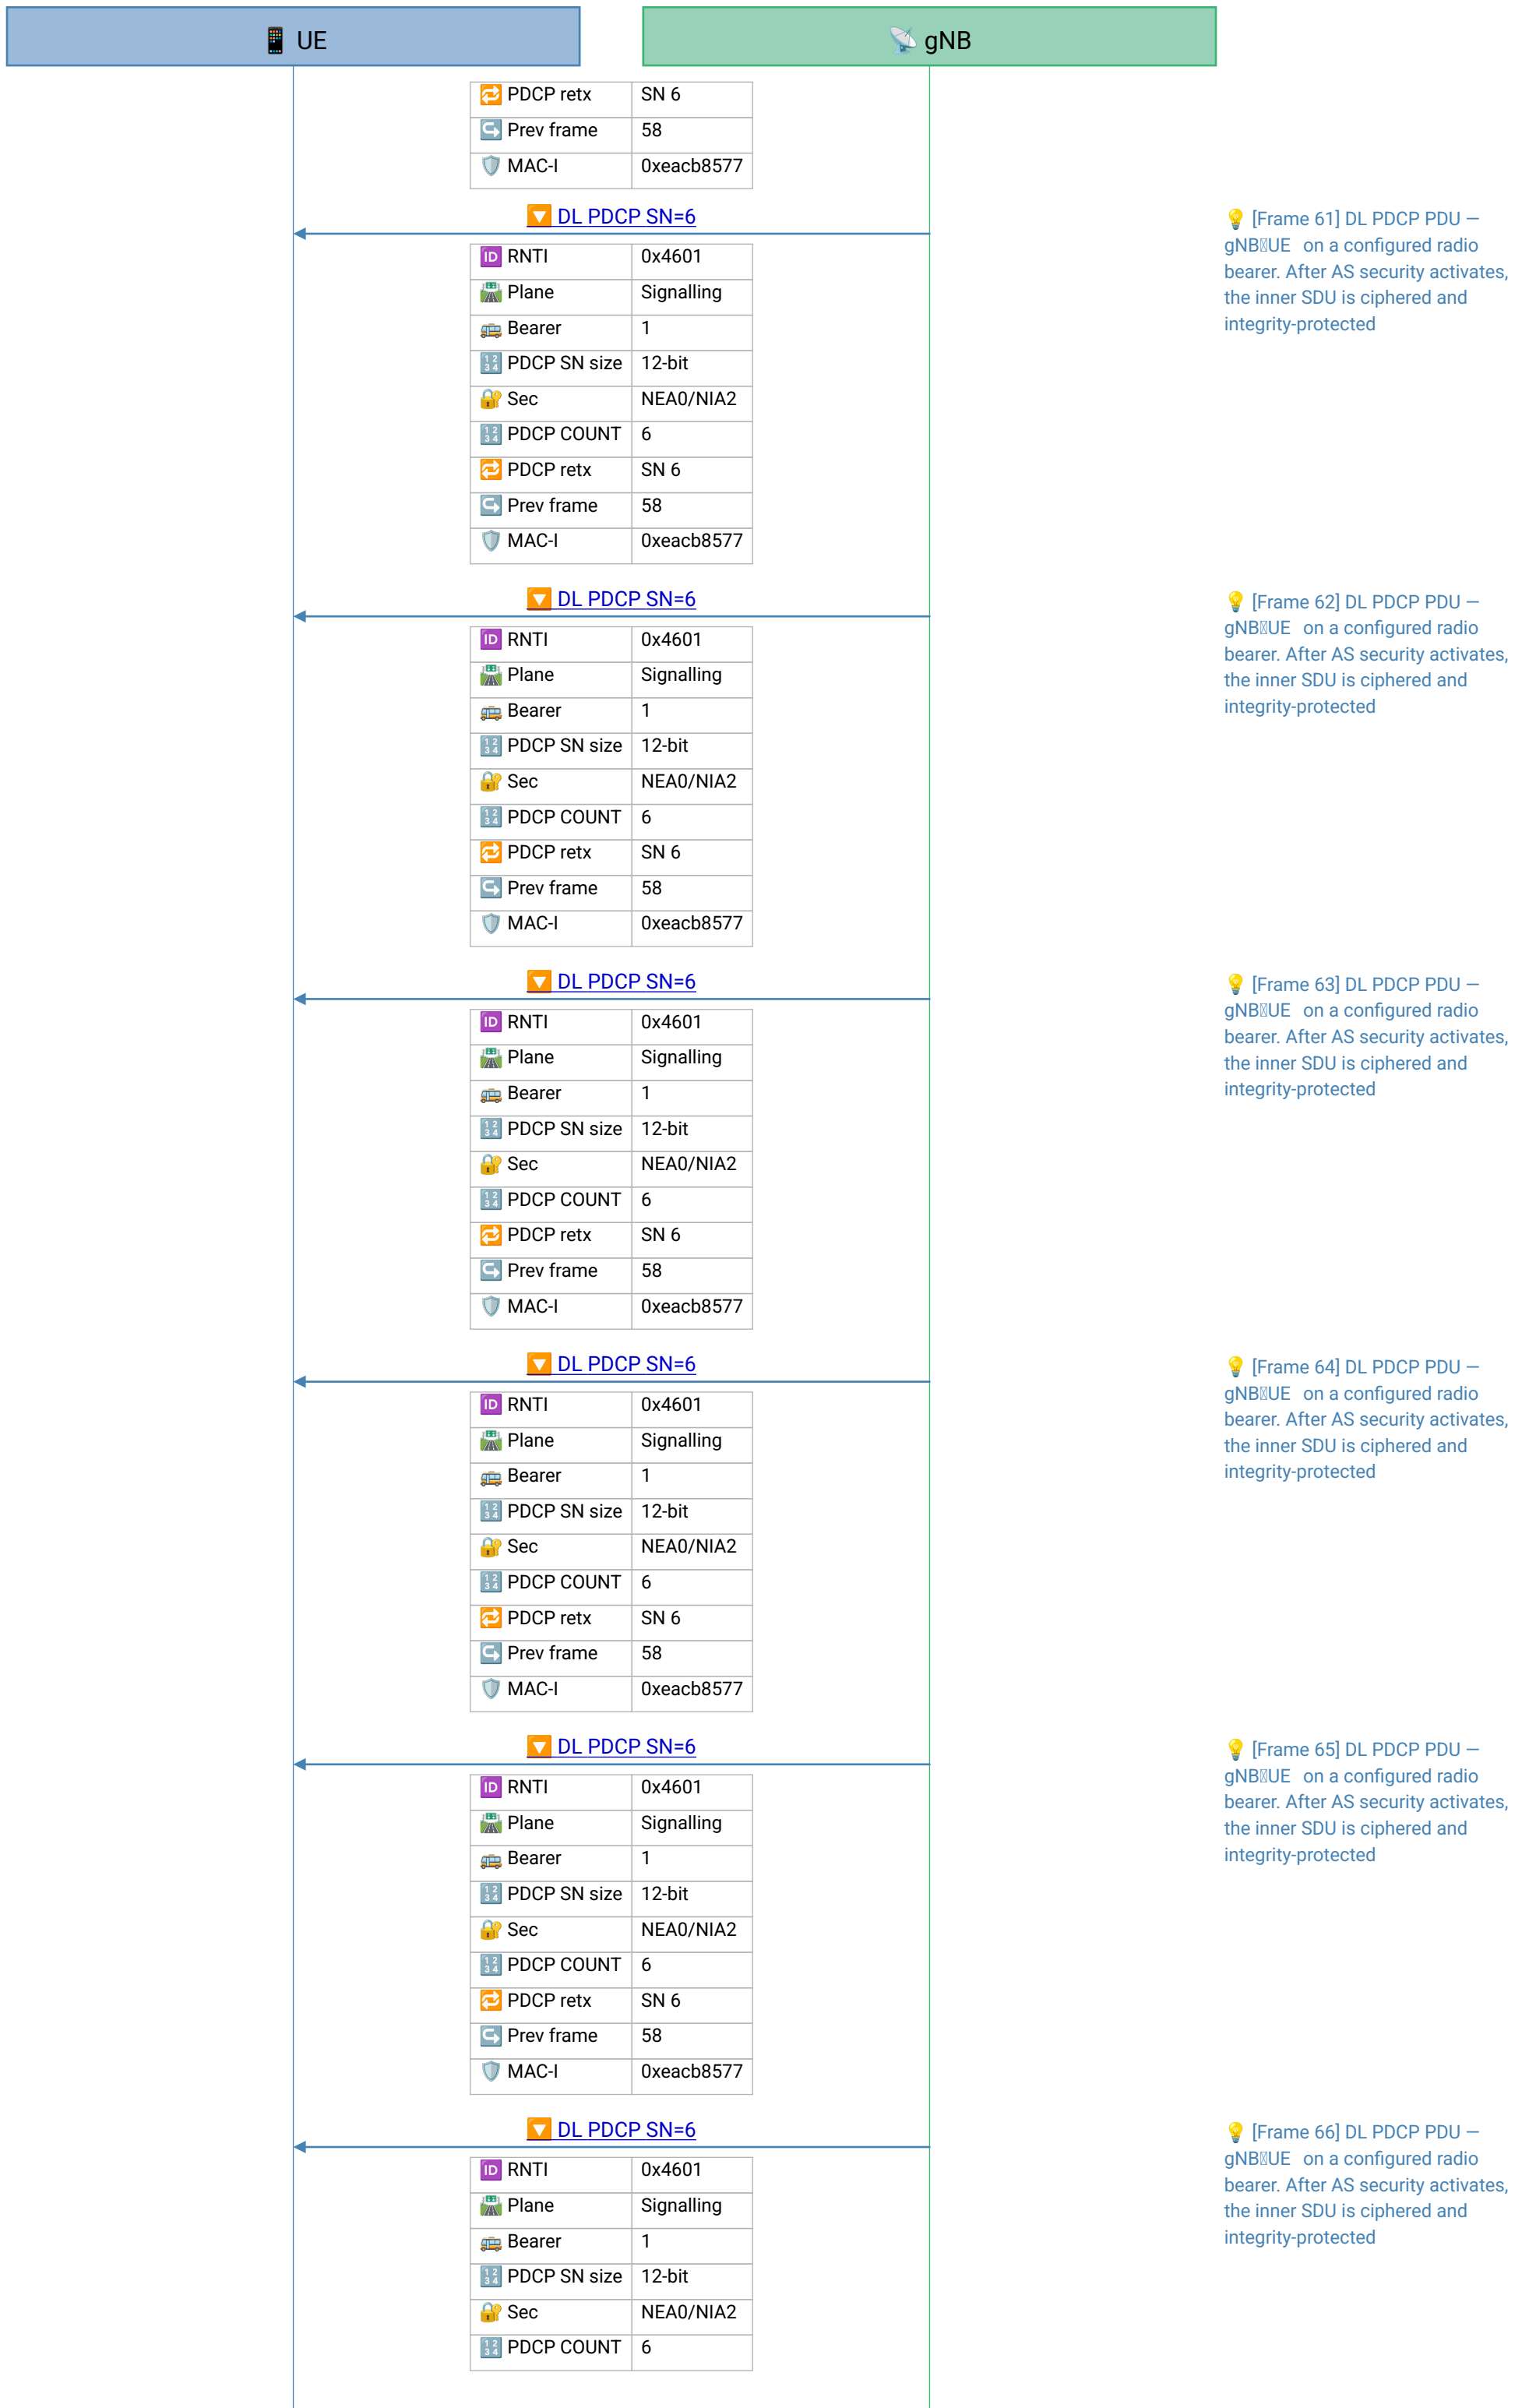 📱 UE
📡 gNB
🔁 PDCP retx SN 6
↪️ Prev frame 58
🛡️ MAC-I 0xeacb8577
🔽 DL PDCP SN=6
💡 [Frame 61] DL PDCP PDU —
gNB▯UE on a configured radio
bearer. After AS security activates,
the inner SDU is ciphered and
integrity-protected
🆔 RNTI 0x4601
🛣️ Plane Signalling
🚌 Bearer 1
🔢 PDCP SN size 12-bit
🔐 Sec NEA0/NIA2
🔢 PDCP COUNT 6
🔁 PDCP retx SN 6
↪️ Prev frame 58
🛡️ MAC-I 0xeacb8577
🔽 DL PDCP SN=6
💡 [Frame 62] DL PDCP PDU —
gNB▯UE on a configured radio
bearer. After AS security activates,
the inner SDU is ciphered and
integrity-protected
🆔 RNTI 0x4601
🛣️ Plane Signalling
🚌 Bearer 1
🔢 PDCP SN size 12-bit
🔐 Sec NEA0/NIA2
🔢 PDCP COUNT 6
🔁 PDCP retx SN 6
↪️ Prev frame 58
🛡️ MAC-I 0xeacb8577
🔽 DL PDCP SN=6
💡 [Frame 63] DL PDCP PDU —
gNB▯UE on a configured radio
bearer. After AS security activates,
the inner SDU is ciphered and
integrity-protected
🆔 RNTI 0x4601
🛣️ Plane Signalling
🚌 Bearer 1
🔢 PDCP SN size 12-bit
🔐 Sec NEA0/NIA2
🔢 PDCP COUNT 6
🔁 PDCP retx SN 6
↪️ Prev frame 58
🛡️ MAC-I 0xeacb8577
🔽 DL PDCP SN=6
💡 [Frame 64] DL PDCP PDU —
gNB▯UE on a configured radio
bearer. After AS security activates,
the inner SDU is ciphered and
integrity-protected
🆔 RNTI 0x4601
🛣️ Plane Signalling
🚌 Bearer 1
🔢 PDCP SN size 12-bit
🔐 Sec NEA0/NIA2
🔢 PDCP COUNT 6
🔁 PDCP retx SN 6
↪️ Prev frame 58
🛡️ MAC-I 0xeacb8577
🔽 DL PDCP SN=6
💡 [Frame 65] DL PDCP PDU —
gNB▯UE on a configured radio
bearer. After AS security activates,
the inner SDU is ciphered and
integrity-protected
🆔 RNTI 0x4601
🛣️ Plane Signalling
🚌 Bearer 1
🔢 PDCP SN size 12-bit
🔐 Sec NEA0/NIA2
🔢 PDCP COUNT 6
🔁 PDCP retx SN 6
↪️ Prev frame 58
🛡️ MAC-I 0xeacb8577
🔽 DL PDCP SN=6
💡 [Frame 66] DL PDCP PDU —
gNB▯UE on a configured radio
bearer. After AS security activates,
the inner SDU is ciphered and
integrity-protected
🆔 RNTI 0x4601
🛣️ Plane Signalling
🚌 Bearer 1
🔢 PDCP SN size 12-bit
🔐 Sec NEA0/NIA2
🔢 PDCP COUNT 6